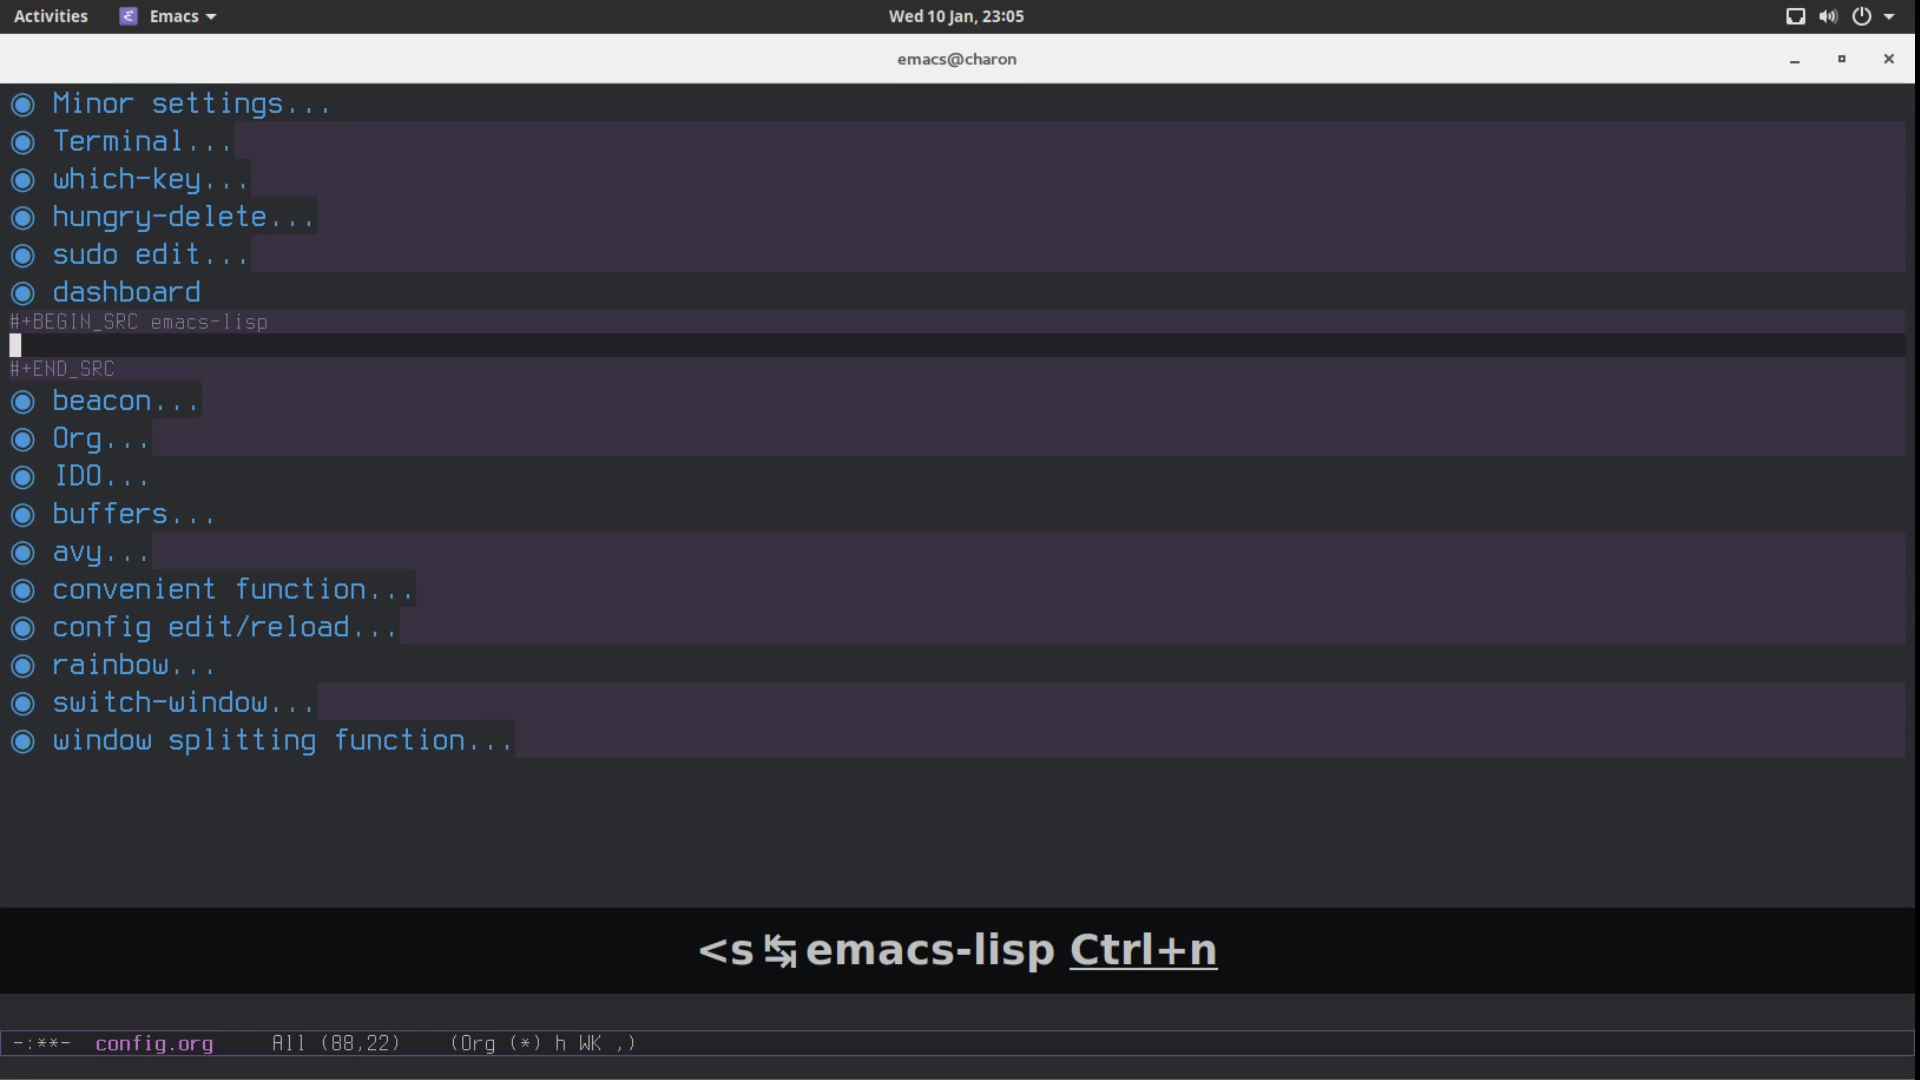 Activities Emacs Wed 10 Jan, 23:05
emacs@charon
Minor settings...
Terminal...
which-key...
hungry-delete...
sudo edit...
dashboard
#+BEGIN_SRC emacs-lisp
#+END_SRC
beacon...
Org...
IDO...
buffers...
avy...
convenient function...
config edit/reload...
rainbow...
switch-window...
window splitting function...
<s ↹ emacs-lisp Ctrl+n
-:**- config.org All (88,22) (Org (*) h WK ,)